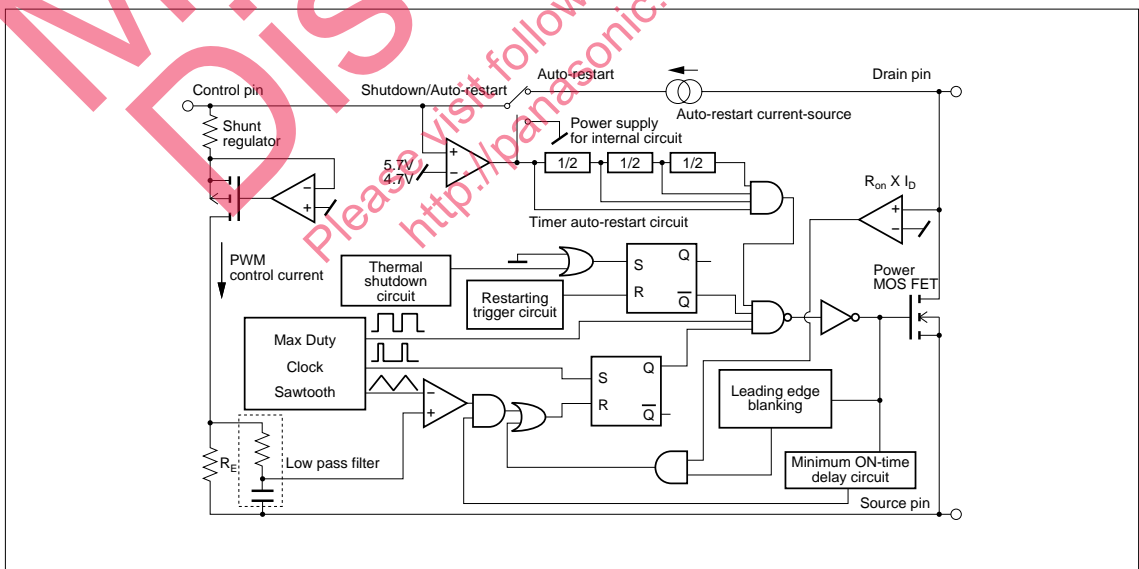 M
Dis
Please visit follow
http://panasonic.
Control pin
Shutdown/Auto-restart
Auto-restart
Drain pin
Auto-restart current-source
Shunt
regulator
Power supply
for internal circuit
5.7V
4.7V
+
−
1/2
1/2
1/2
−
+
Timer auto-restart circuit
Ron X ID
+
−
PWM
control current
Thermal
shutdown
circuit
S
Q
R
Q
Restarting
trigger circuit
Power
MOS FET
Max Duty
Clock
Sawtooth
−
+
S
Q
R
Q
Leading edge
blanking
RE
Low pass filter
Minimum ON-time
delay circuit
Source pin